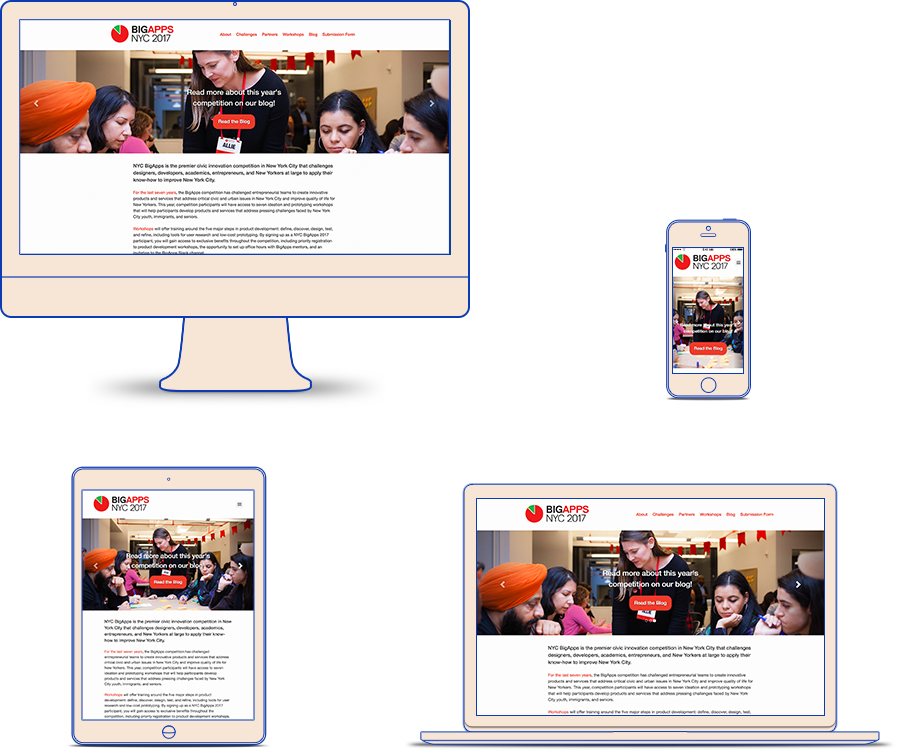 BIGAPPS
NYC 2017
About Challenges Partners Workshops Blog Submission Form
Read more about this year's
competition on our blog!
Read the Blog
ALLIE
NYC BigApps is the premier civic innovation competition in New York City that challenges
designers, developers, academics, entrepreneurs, and New Yorkers at large to apply their
know-how to improve New York City.
For the last seven years, the BigApps competition has challenged entrepreneurial teams to create innovative
products and services that address critical civic and urban issues in New York City and improve quality of life for
New Yorkers. This year, competition participants will have access to seven ideation and prototyping workshops
that will help participants develop products and services that address pressing challenges faced by New York
City youth, immigrants, and seniors.
Workshops will offer training around the five major steps in product development: define, discover, design, test,
and refine, including tools for user research and low-cost prototyping. By signing up as a NYC BigApps 2017
participant, you will gain access to exclusive benefits throughout the competition, including priority registration
to product development workshops, the opportunity to set up office hours with BigApps mentors, and an
invitation to the BigApps Slack channel.
BIGAPPS
NYC 2017
Read more about this year's
competition on our blog!
Read the Blog
BIGAPPS
NYC 2017
Read more about this year's
competition on our blog!
Read the Blog
NYC BigApps is the premier civic innovation competition in New
York City that challenges designers, developers, academics,
entrepreneurs, and New Yorkers at large to apply their know-
how to improve New York City.
For the last seven years, the BigApps competition has challenged
entrepreneurial teams to create innovative products and services that address
critical civic and urban issues in New York City and improve quality of life for
New Yorkers. This year, competition participants will have access to seven
ideation and prototyping workshops that will help participants develop
products and services that address pressing challenges faced by New York
City youth, immigrants, and seniors.
Workshops will offer training around the five major steps in product
development: define, discover, design, test, and refine, including tools for user
research and low-cost prototyping. By signing up as a NYC BigApps 2017
participant, you will gain access to exclusive benefits throughout the
competition, including priority registration to product development workshops,
BIGAPPS
NYC 2017
About Challenges Partners Workshops Blog Submission Form
Read more about this year's
competition on our blog!
Read the Blog
NYC BigApps is the premier civic innovation competition in New York City that challenges
designers, developers, academics, entrepreneurs, and New Yorkers at large to apply their
know-how to improve New York City.
For the last seven years, the BigApps competition has challenged entrepreneurial teams to create innovative
products and services that address critical civic and urban issues in New York City and improve quality of life for
New Yorkers. This year, competition participants will have access to seven ideation and prototyping workshops
that will help participants develop products and services that address pressing challenges faced by New York
City youth, immigrants, and seniors.
Workshops will offer training around the five major steps in product development: define, discover, design, test,